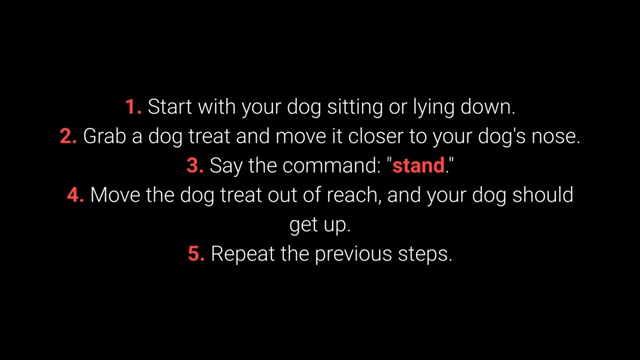 1. Start with your dog sitting or lying down.
2. Grab a dog treat and move it closer to your dog's nose.
3. Say the command: "stand."
4. Move the dog treat out of reach, and your dog should
get up.
5. Repeat the previous steps.